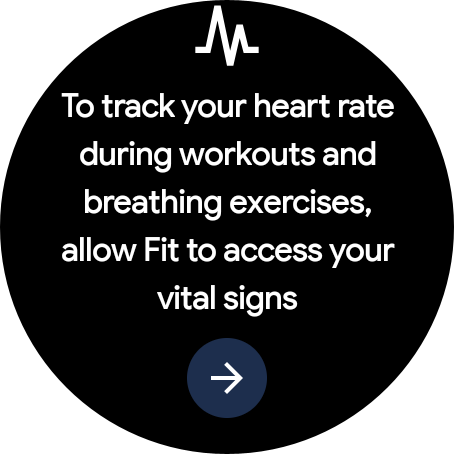 To track your heart rate
during workouts and
breathing exercises,
allow Fit to access your
vital signs